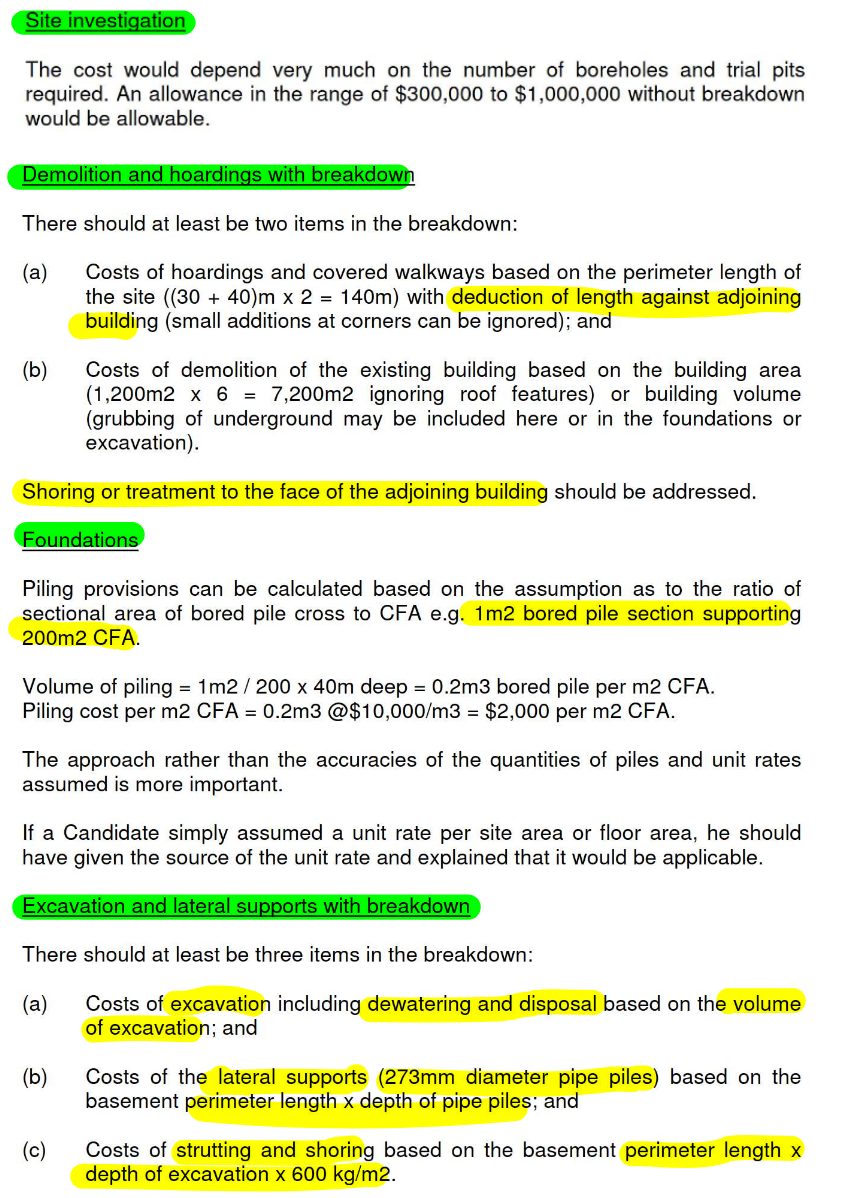 Site investigation
The cost would depend very much on the number of boreholes and trial pits
required. An allowance in the range of $300,000 to $1,000,000 without breakdown
would be allowable.
Demolition and hoardings with breakdown
There should at least be two items in the breakdown:
(a) Costs of hoardings and covered walkways based on the perimeter length of
the site ((30 + 40)m x 2 = 140m) with deduction of length against adjoining
building (small additions at corners can be ignored); and
(b) Costs of demolition of the existing building based on the building area
(1,200m2 x 6 = 7,200m2 ignoring roof features) or building volume
(grubbing of underground may be included here or in the foundations or
excavation).
Shoring or treatment to the face of the adjoining building should be addressed.
Foundations
Piling provisions can be calculated based on the assumption as to the ratio of
sectional area of bored pile cross to CFA e.g. 1m2 bored pile section supporting
200m2 CFA.
Volume of piling = 1m2 / 200 x 40m deep = 0.2m3 bored pile per m2 CFA.
Piling cost per m2 CFA = 0.2m3 @$10,000/m3 = $2,000 per m2 CFA.
The approach rather than the accuracies of the quantities of piles and unit rates
assumed is more important.
If a Candidate simply assumed a unit rate per site area or floor area, he should
have given the source of the unit rate and explained that it would be applicable.
Excavation and lateral supports with breakdown
There should at least be three items in the breakdown:
(a) Costs of excavation including dewatering and disposal based on the volume
of excavation; and
(b) Costs of the lateral supports (273mm diameter pipe piles) based on the
basement perimeter length x depth of pipe piles; and
(c) Costs of strutting and shoring based on the basement perimeter length x
depth of excavation x 600 kg/m2.